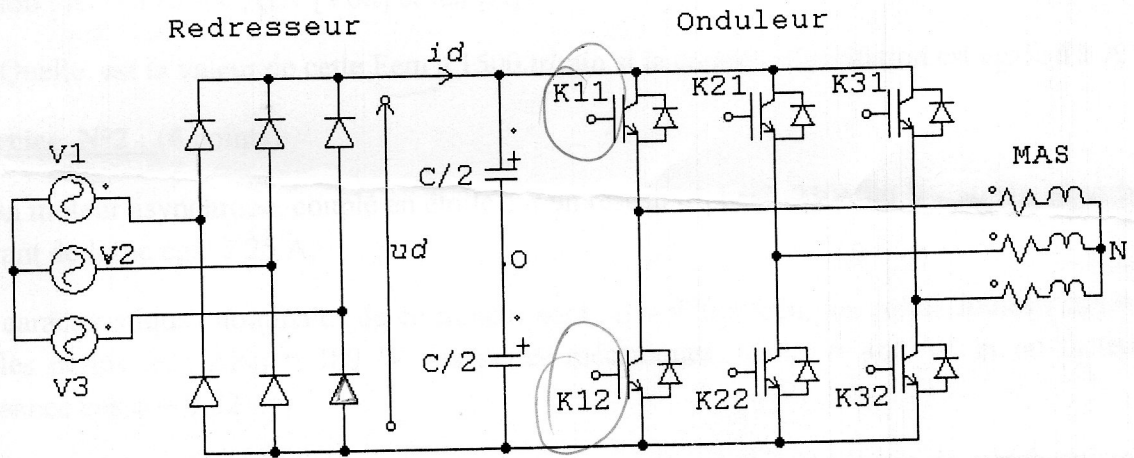 Redresseur
Onduleur
id
K11
K21
K31
V1
+
C/2
MAS
V2
ud
O
N
+
C/2
V3
K12
K22
K32